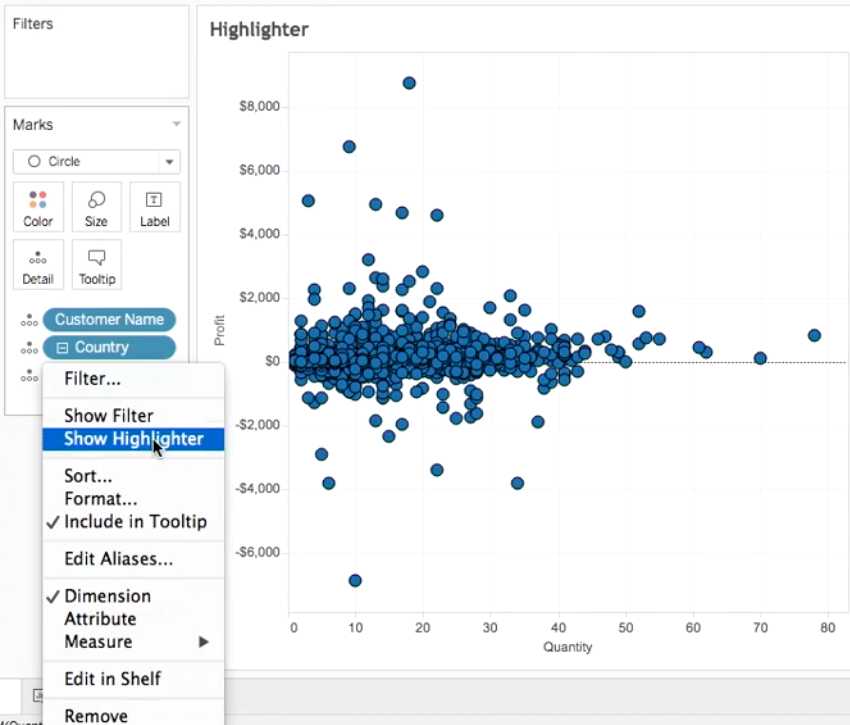 Filters
Highlighter
Marks
Circle
Color
Size
Label
Detail
Tooltip
Customer Name
Country
Filter...
Show Filter
Show Highlighter
Sort...
Format...
Include in Tooltip
Edit Aliases...
Dimension
Attribute
Measure
Edit in Shelf
Remove
Profit
$8,000
$6,000
$4,000
$2,000
$0
-$2,000
-$4,000
-$6,000
0 10 20 30 40 50 60 70 80
Quantity